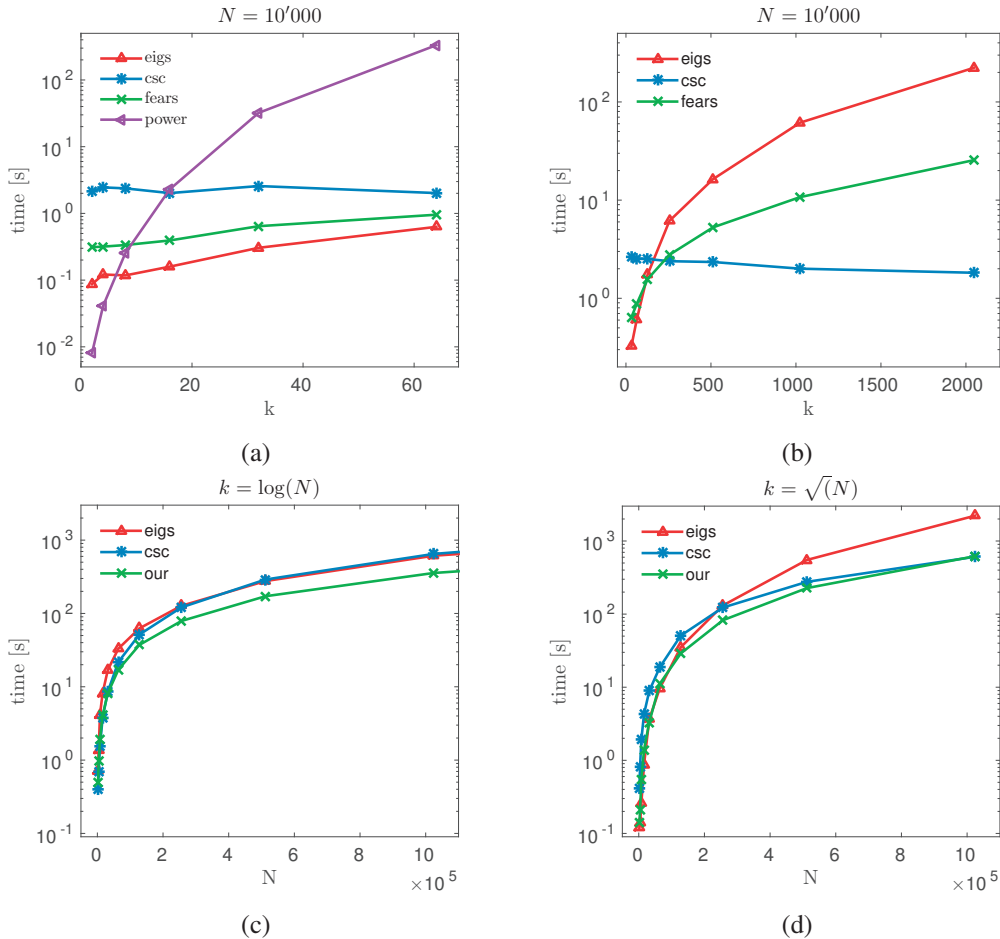 N = 10′000
eigs
csc
fears
power
time [s]
10^2
10^1
10^0
10^-1
10^-2
0
20
40
60
k
(a)
N = 10′000
eigs
csc
fears
time [s]
10^2
10^1
10^0
0
500
1000
1500
2000
k
(b)
k = log(N)
eigs
csc
our
time [s]
10^3
10^2
10^1
10^0
10^-1
0
2
4
6
8
10
N
×10^5
(c)
k = √(N)
eigs
csc
our
time [s]
10^3
10^2
10^1
10^0
10^-1
0
2
4
6
8
10
N
×10^5
(d)